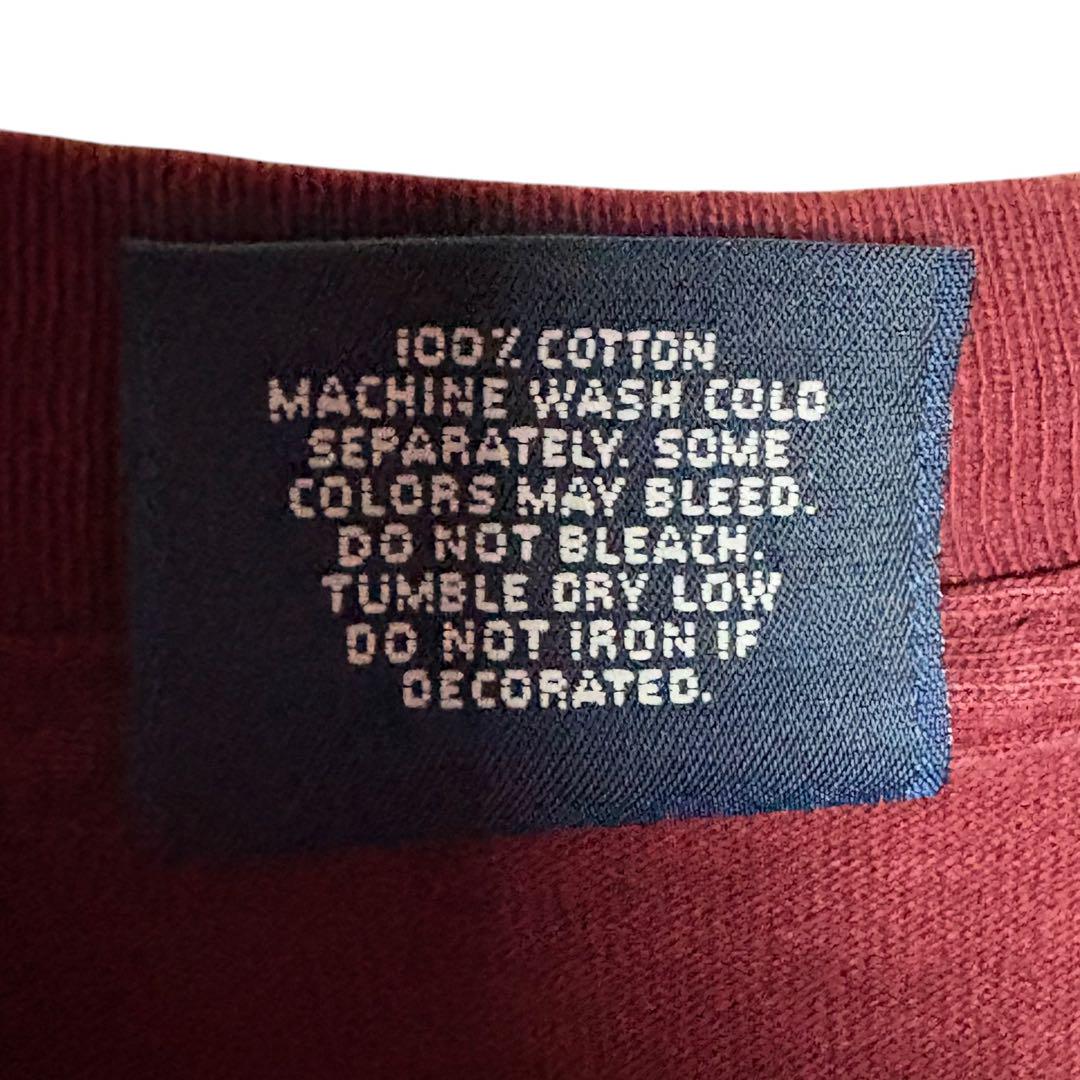 100% COTTON
MACHINE WASH COLD
SEPARATELY. SOME
COLORS MAY BLEED.
DO NOT BLEACH.
TUMBLE DRY LOW
DO NOT IRON IF
DECORATED.